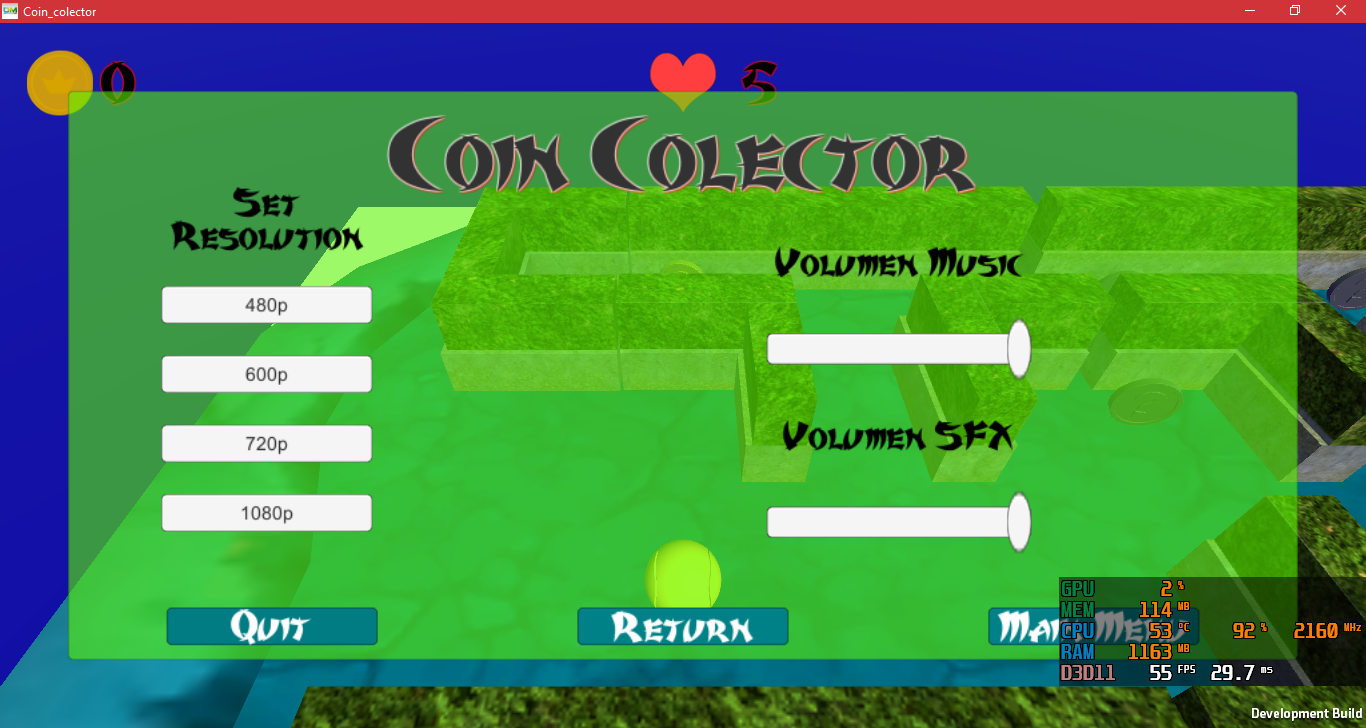 Coin_colector
0
5
Coin Colector
Set
Resolution
Volumen Music
480p
600p
720p
Volumen SFX
1080p
Quit
Return
Main Menu
GPU 2 %
MEM 114 MB
CPU 53 °C 92 % 2160 MHz
RAM 1163 MB
D3D11 55 FPS 29.7 ms
Development Build